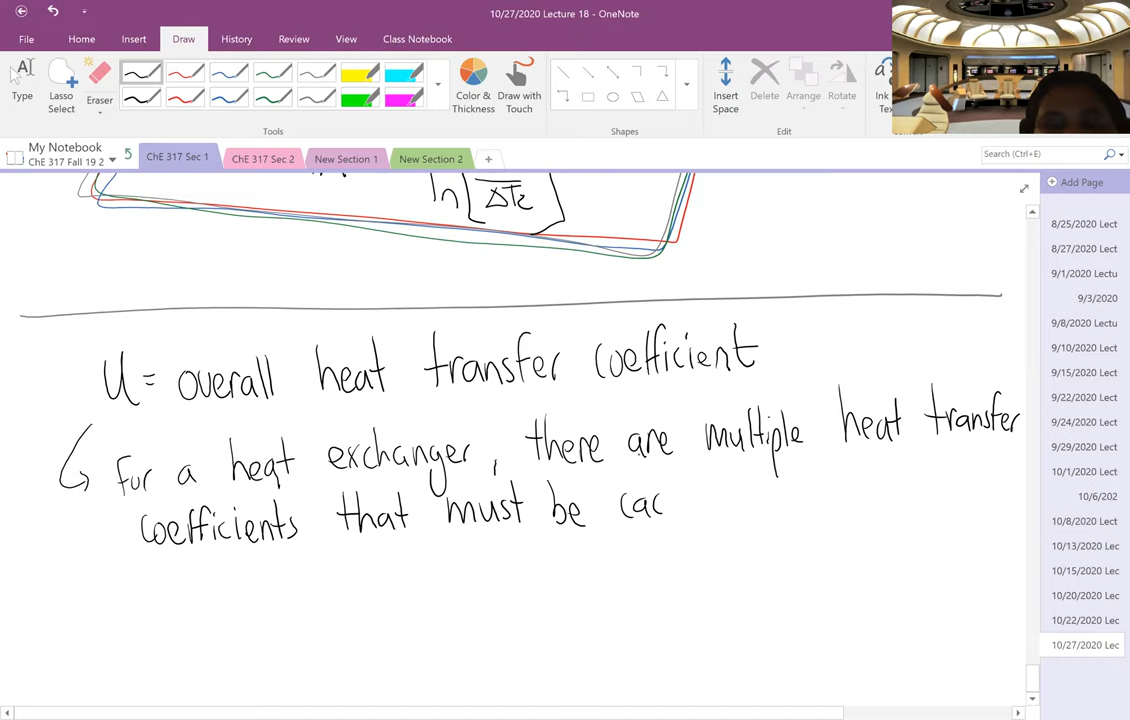 10/27/2020 Lecture 18 - OneNote
File Home Insert Draw History Review View Class Notebook
Type Lasso Select Eraser Color & Thickness Draw with Touch Insert Space Delete Arrange Rotate Ink Tex
Tools Shapes Edit
My Notebook
ChE 317 Fall 19 2
ChE 317 Sec 1 ChE 317 Sec 2 New Section 1 New Section 2 +
Search (Ctrl+E)
Add Page
8/25/2020 Lect
8/27/2020 Lect
9/1/2020 Lectu
9/3/2020
9/8/2020 Lectu
9/10/2020 Lect
9/15/2020 Lect
9/22/2020 Lect
9/24/2020 Lect
9/29/2020 Lect
10/1/2020 Lect
10/6/202
10/8/2020 Lect
10/13/2020 Lec
10/15/2020 Lec
10/20/2020 Lec
10/22/2020 Lec
10/27/2020 Lec
ln [ ΔT2 ]
U = overall heat transfer coefficient
For a heat exchanger, there are multiple heat transfer
coefficients that must be cac